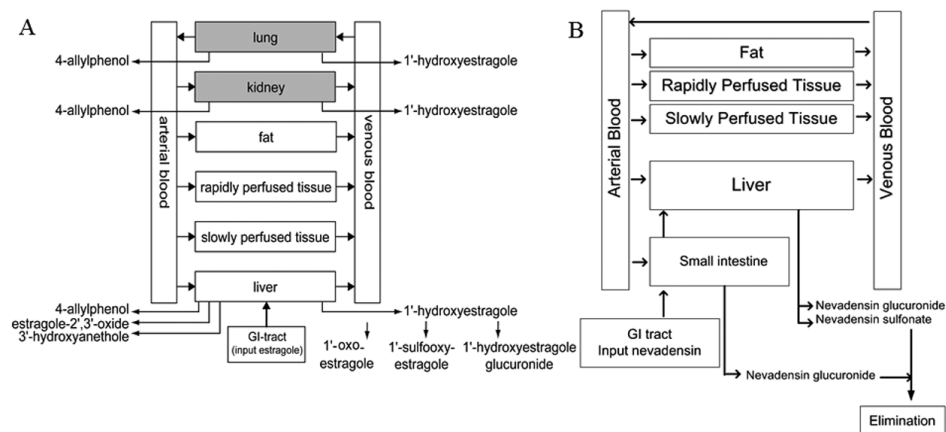 A
lung
4-allylphenol
1'-hydroxyestragole
kidney
4-allylphenol
1'-hydroxyestragole
arterial blood
venous blood
fat
rapidly perfused tissue
slowly perfused tissue
liver
4-allylphenol
1'-hydroxyestragole
estragole-2',3'-oxide
3'-hydroxyanethole
GI-tract
(input estragole)
1'-oxo-
estragole
1'-sulfooxy-
estragole
1'-hydroxyestragole
glucuronide
B
Arterial Blood
Venous Blood
Fat
Rapidly Perfused Tissue
Slowly Perfused Tissue
Liver
Small intestine
GI tract
Input nevadensin
Nevadensin glucuronide
Nevadensin sulfonate
Nevadensin glucuronide
Elimination